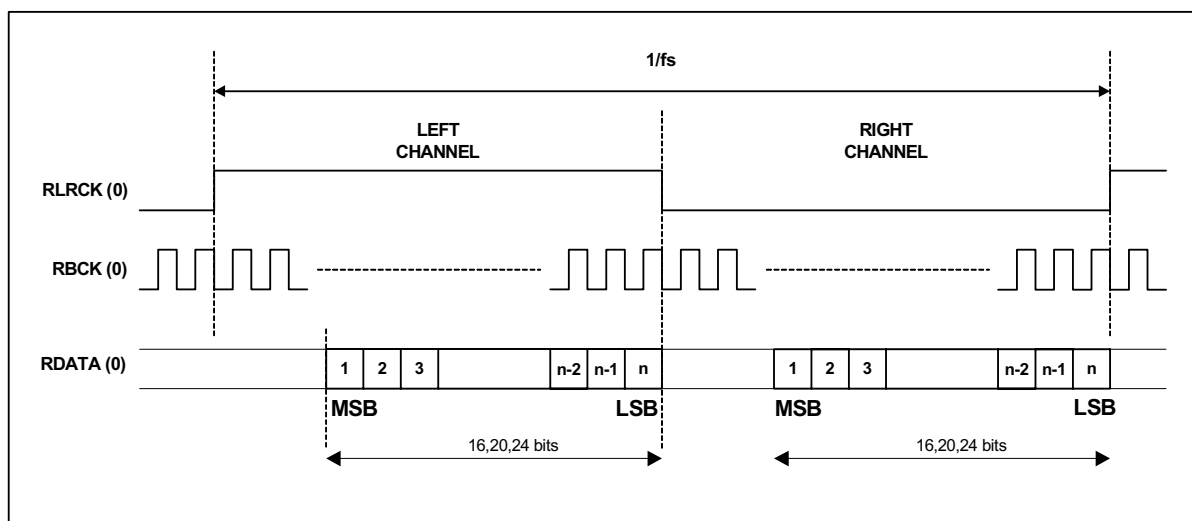 1/fs
LEFT
CHANNEL
RIGHT
CHANNEL
RLRCK (0)
RBCK (0)
RDATA (0)
1 2 3 n-2 n-1 n 1 2 3 n-2 n-1 n
MSB LSB MSB LSB
16,20,24 bits 16,20,24 bits